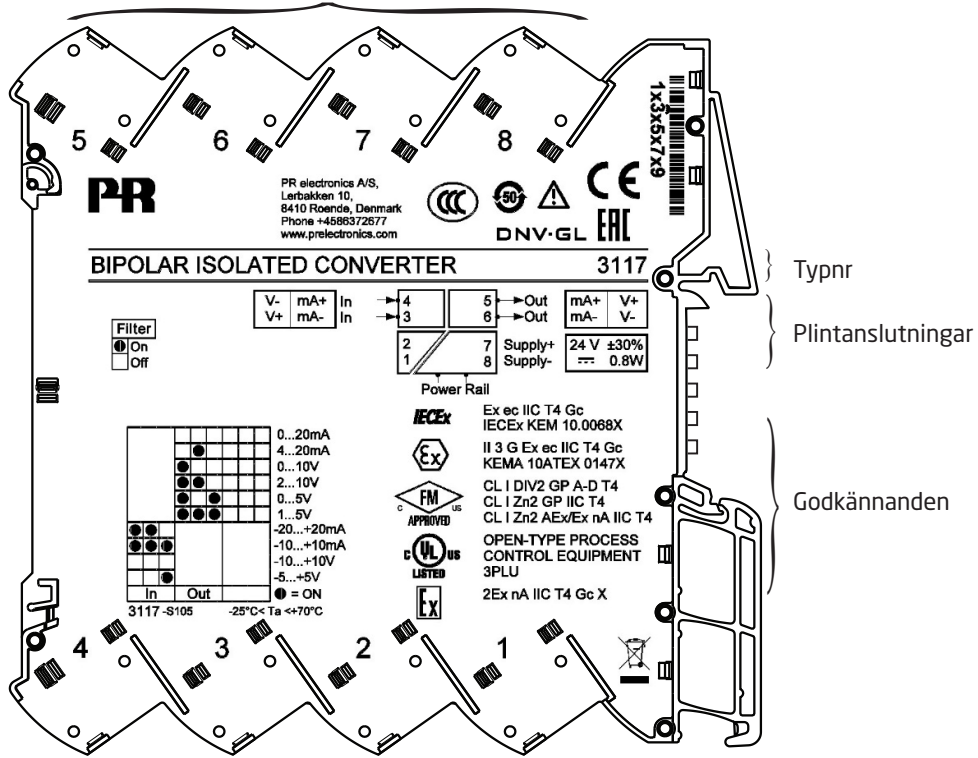 5 6 7 8
1x3x5x7x9
PR
PR electronics A/S,
Lerbakken 10,
8410 Roende, Denmark
Phone +4586372677
www.prelectronics.com
CCC 50 CE
DNV·GL EAC
BIPOLAR ISOLATED CONVERTER 3117
Typnr
V- mA+ In 4 5 Out mA+ V+
V+ mA- In 3 6 Out mA- V-
Plintanslutningar
Filter
On
Off
2 7 Supply+ 24 V ±30%
1 8 Supply- 0.8W
Power Rail
IECEx Ex ec IIC T4 Gc
IECEx KEM 10.0068X
Ex II 3 G Ex ec IIC T4 Gc
KEMA 10ATEX 0147X
c FM us
APPROVED
CL I DIV2 GP A-D T4
CL I Zn2 GP IIC T4
CL I Zn2 AEx/Ex nA IIC T4
Godkännanden
c UL us
LISTED
OPEN-TYPE PROCESS
CONTROL EQUIPMENT
3PLU
Ex 2Ex nA IIC T4 Gc X
0...20mA
4...20mA
0...10V
2...10V
0...5V
1...5V
-20...+20mA
-10...+10mA
-10...+10V
-5...+5V
In Out = ON
3117 -S105 -25°C< Ta <+70°C
4 3 2 1